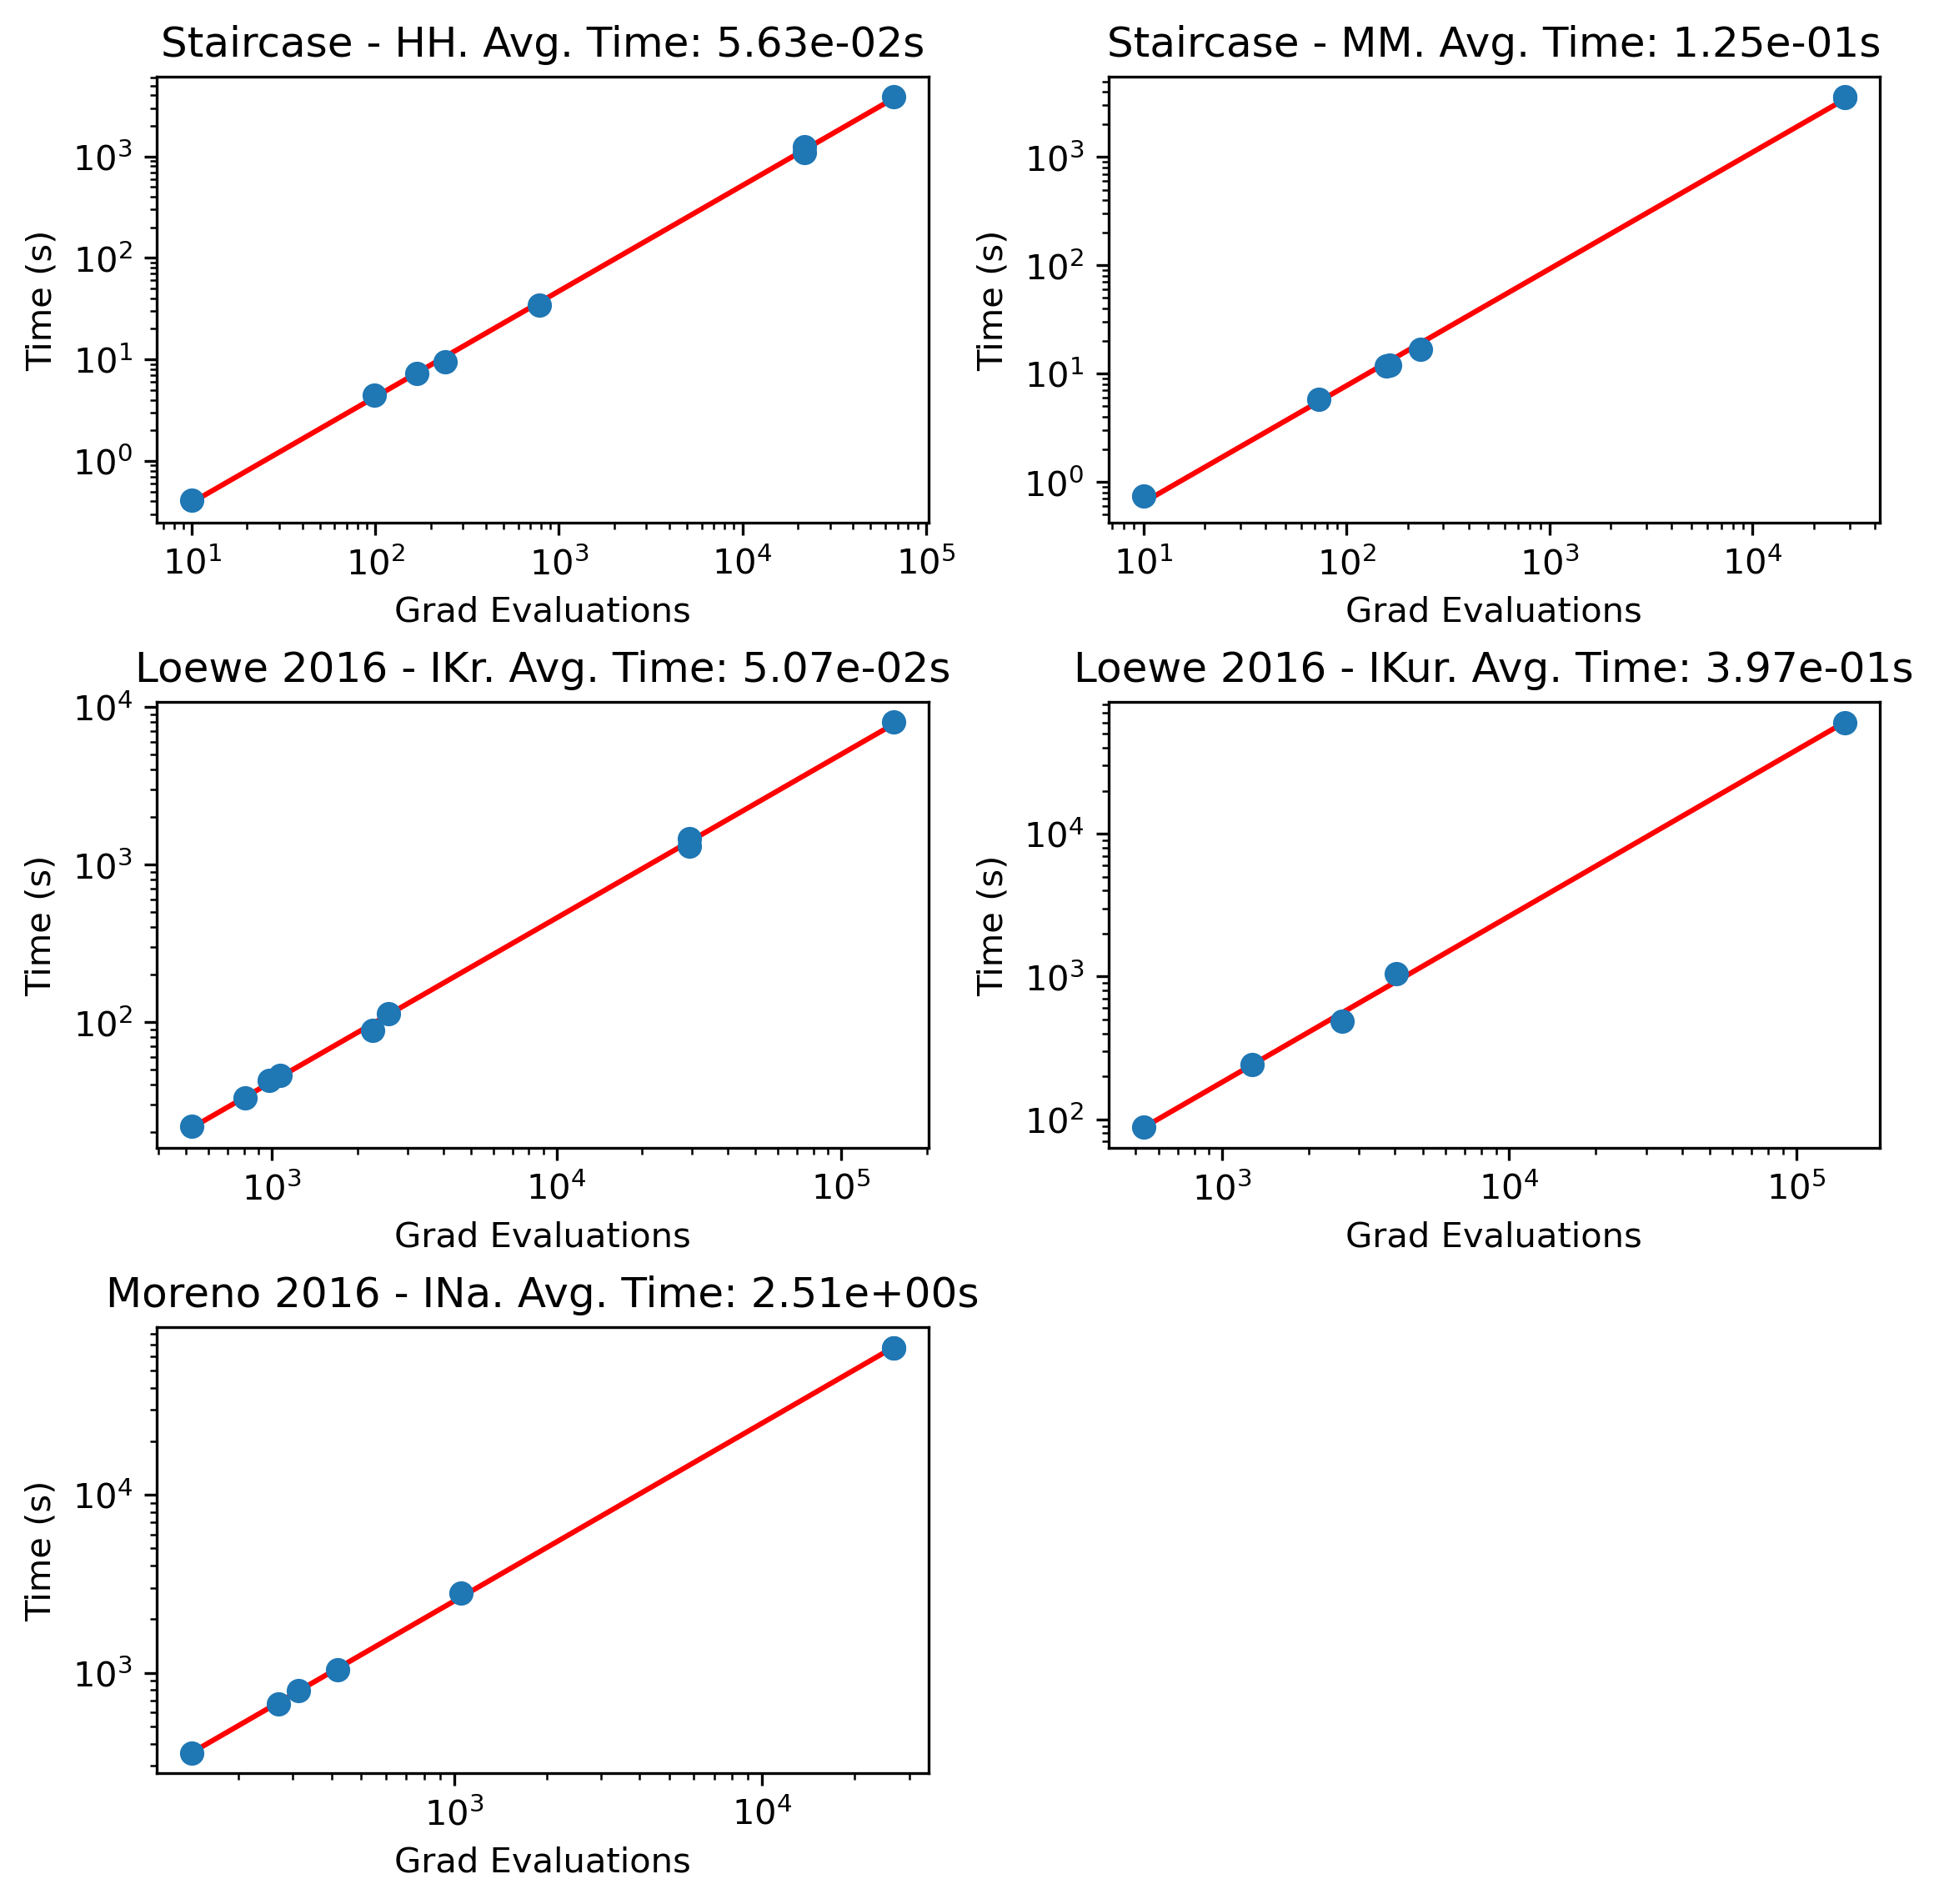 Staircase - HH. Avg. Time: 5.63e-02s
Time (s)
10³
10²
10¹
10⁰
10¹ 10² 10³ 10⁴ 10⁵
Grad Evaluations
Staircase - MM. Avg. Time: 1.25e-01s
Time (s)
10³
10²
10¹
10⁰
10¹ 10² 10³ 10⁴
Grad Evaluations
Loewe 2016 - IKr. Avg. Time: 5.07e-02s
Time (s)
10⁴
10³
10²
10³ 10⁴ 10⁵
Grad Evaluations
Loewe 2016 - IKur. Avg. Time: 3.97e-01s
Time (s)
10⁴
10³
10²
10³ 10⁴ 10⁵
Grad Evaluations
Moreno 2016 - INa. Avg. Time: 2.51e+00s
Time (s)
10⁴
10³
10³ 10⁴
Grad Evaluations